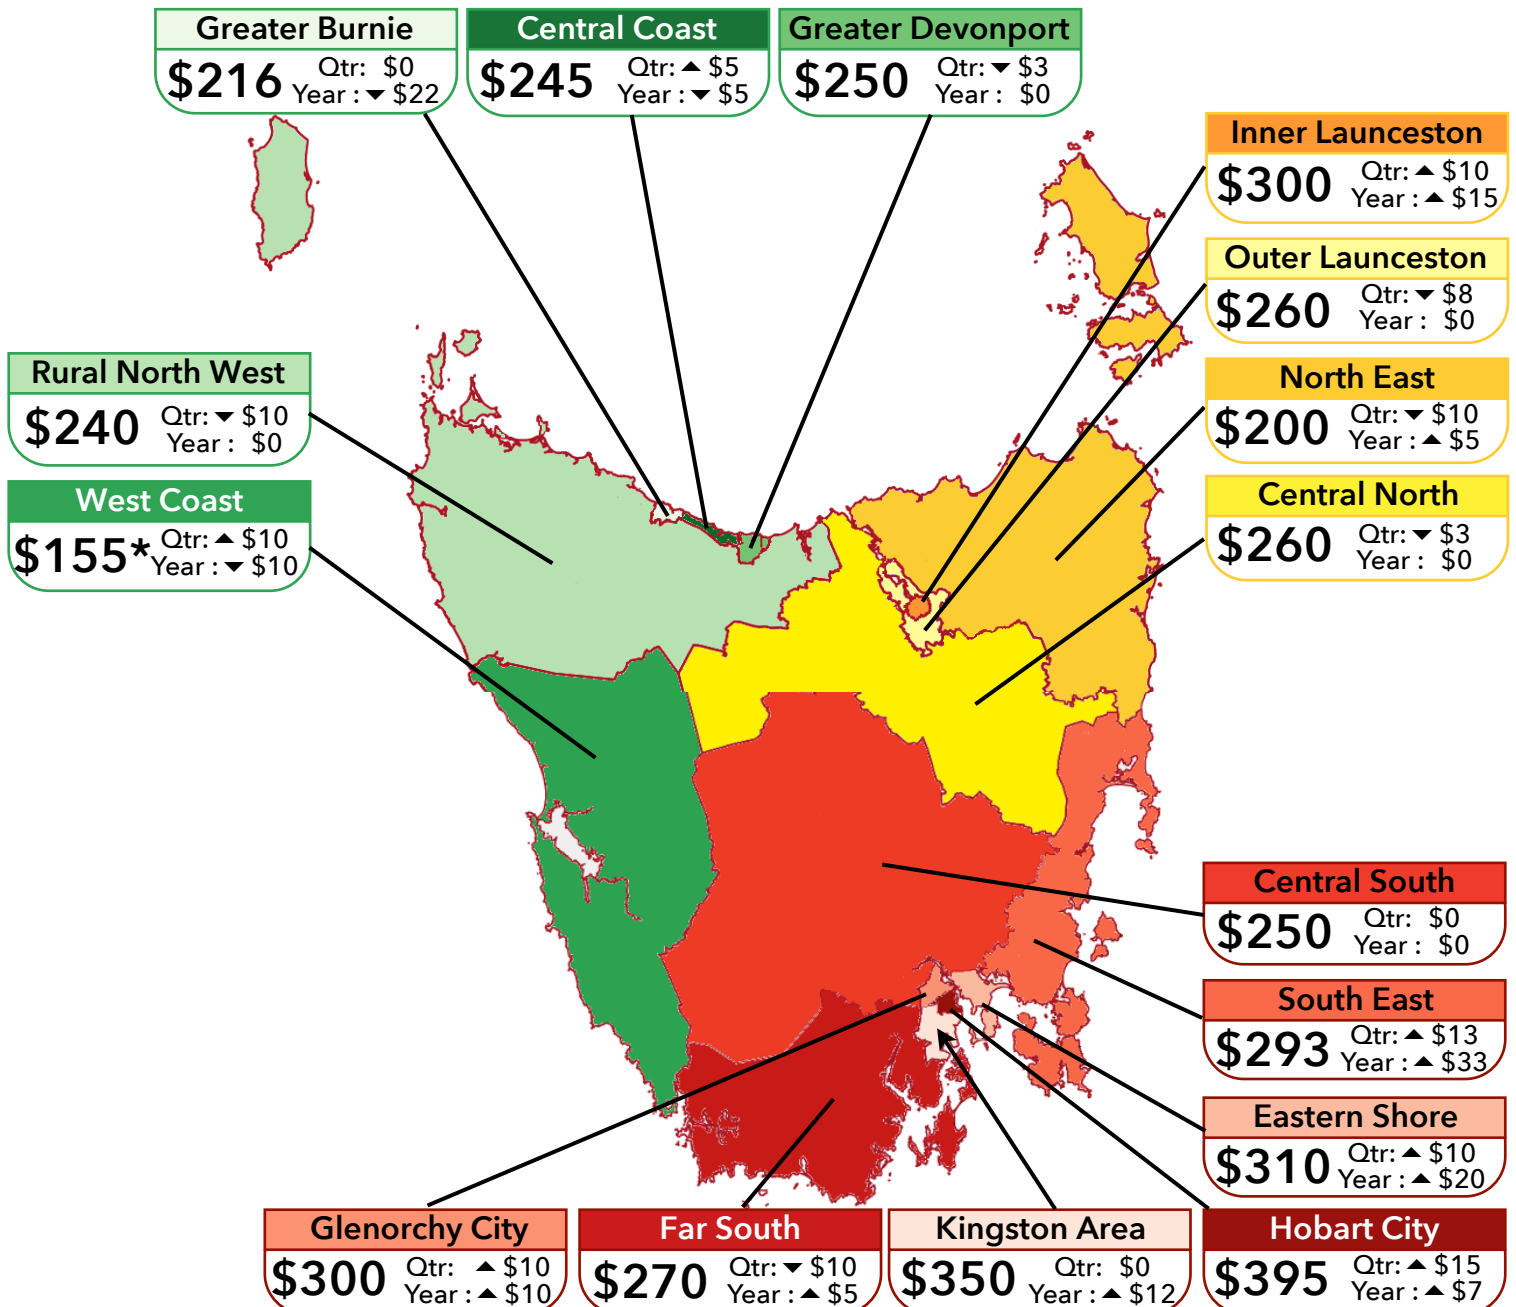 Greater Burnie
$216 Qtr: $0
Year : ▼ $22
Central Coast
$245 Qtr: ▲ $5
Year : ▼ $5
Greater Devonport
$250 Qtr: ▼ $3
Year : $0
Inner Launceston
$300 Qtr: ▲ $10
Year : ▲ $15
Outer Launceston
$260 Qtr: ▼ $8
Year : $0
Rural North West
$240 Qtr: ▼ $10
Year : $0
North East
$200 Qtr: ▼ $10
Year : ▲ $5
West Coast
$155* Qtr: ▲ $10
Year : ▼ $10
Central North
$260 Qtr: ▼ $3
Year : $0
Central South
$250 Qtr: $0
Year : $0
South East
$293 Qtr: ▲ $13
Year : ▲ $33
Eastern Shore
$310 Qtr: ▲ $10
Year : ▲ $20
Glenorchy City
$300 Qtr: ▲ $10
Year : ▲ $10
Far South
$270 Qtr: ▼ $10
Year : ▲ $5
Kingston Area
$350 Qtr: $0
Year : ▲ $12
Hobart City
$395 Qtr: ▲ $15
Year : ▲ $7